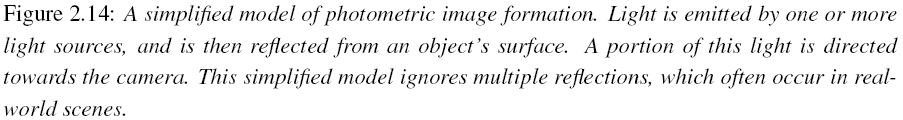 Figure 2.14: A simplified model of photometric image formation. Light is emitted by one or more
light sources, and is then reflected from an object's surface. A portion of this light is directed
towards the camera. This simplified model ignores multiple reflections, which often occur in real-
world scenes.